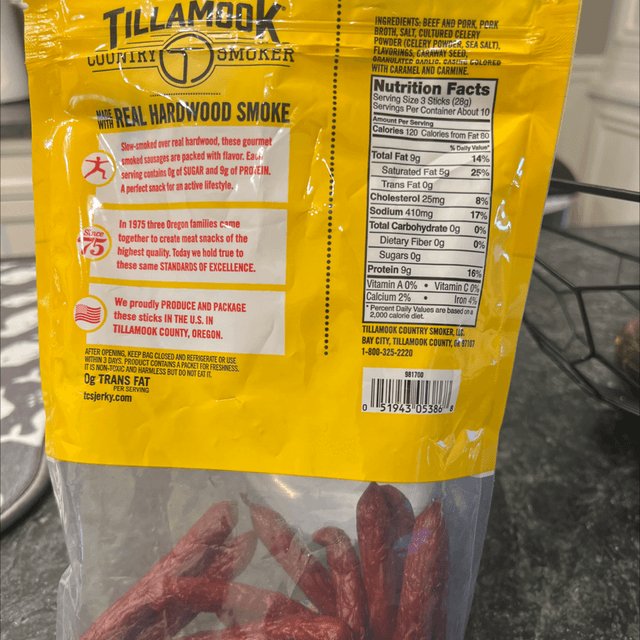 TILLAMOOK
COUNTRY SMOKER
MADE WITH REAL HARDWOOD SMOKE
Slow-smoked over real hardwood, these gourmet
smoked sausages are packed with flavor. Each
serving contains 0g of SUGAR and 9g of PROTEIN.
A perfect snack for an active lifestyle.
Since
75
In 1975 three Oregon families came
together to create meat snacks of the
highest quality. Today we hold true to
these same STANDARDS OF EXCELLENCE.
We proudly PRODUCE AND PACKAGE
these sticks IN THE U.S. IN
TILLAMOOK COUNTY, OREGON.
AFTER OPENING, KEEP BAG CLOSED AND REFRIGERATE OR USE
WITHIN 3 DAYS. PRODUCT CONTAINS A PACKET FOR FRESHNESS.
IT IS NON-TOXIC AND HARMLESS BUT DO NOT EAT IT.
0g TRANS FAT
PER SERVING
tcsjerky.com
INGREDIENTS: BEEF AND PORK, PORK
BROTH, SALT, CULTURED CELERY
POWDER (CELERY POWDER, SEA SALT),
FLAVORINGS, CARAWAY SEED,
GRANULATED GARLIC. CASING COLORED
WITH CARAMEL AND CARMINE.
Nutrition Facts
Serving Size 3 Sticks (28g)
Servings Per Container About 10
Amount Per Serving
Calories 120 Calories from Fat 80
% Daily Value*
Total Fat 9g 14%
Saturated Fat 5g 25%
Trans Fat 0g
Cholesterol 25mg 8%
Sodium 410mg 17%
Total Carbohydrate 0g 0%
Dietary Fiber 0g 0%
Sugars 0g
Protein 9g 16%
Vitamin A 0% • Vitamin C 0%
Calcium 2% • Iron 4%
* Percent Daily Values are based on a
2,000 calorie diet.
TILLAMOOK COUNTRY SMOKER, LLC
BAY CITY, TILLAMOOK COUNTY, OR 97107
1-800-325-2220
981700
0 51943 05386 8